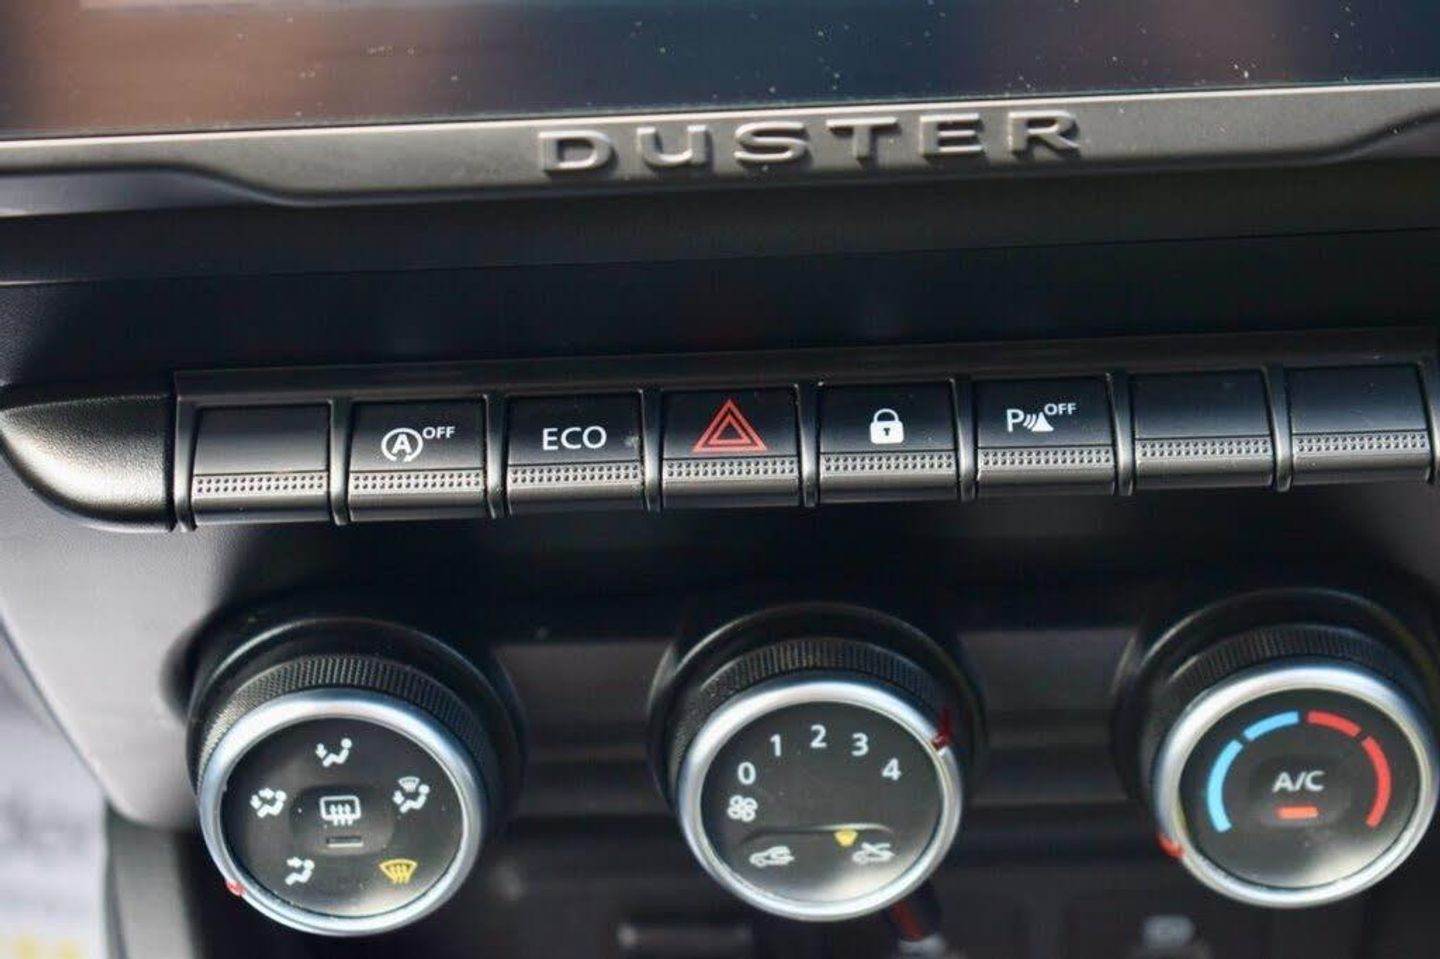 DUSTER
A OFF
ECO
P OFF
0 1 2 3 4
A/C